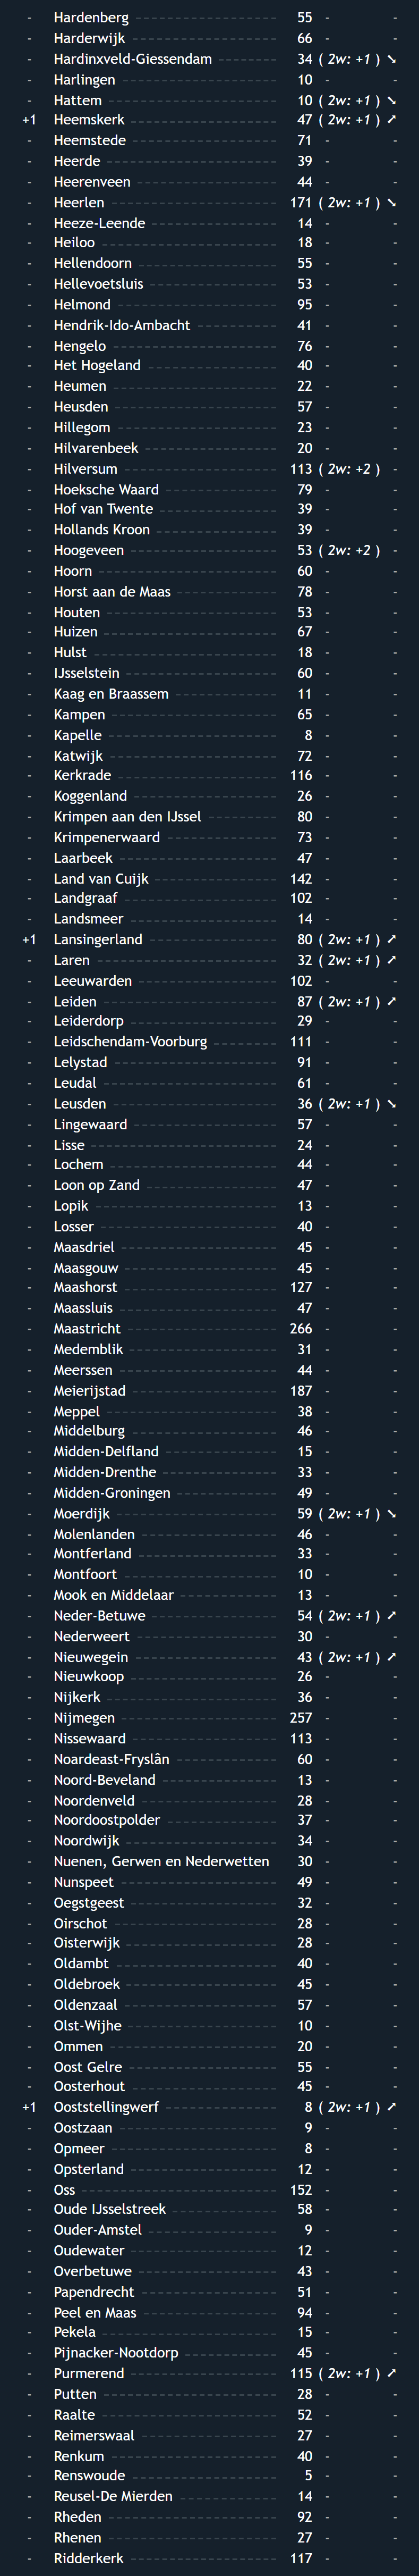 - Hardenberg 55 - -
- Harderwijk 66 - -
- Hardinxveld-Giessendam 34 ( 2w: +1 ) ↘
- Harlingen 10 - -
- Hattem 10 ( 2w: +1 ) ↘
+1 Heemskerk 47 ( 2w: +1 ) ↗
- Heemstede 71 - -
- Heerde 39 - -
- Heerenveen 44 - -
- Heerlen 171 ( 2w: +1 ) ↘
- Heeze-Leende 14 - -
- Heiloo 18 - -
- Hellendoorn 55 - -
- Hellevoetsluis 53 - -
- Helmond 95 - -
- Hendrik-Ido-Ambacht 41 - -
- Hengelo 76 - -
- Het Hogeland 40 - -
- Heumen 22 - -
- Heusden 57 - -
- Hillegom 23 - -
- Hilvarenbeek 20 - -
- Hilversum 113 ( 2w: +2 ) -
- Hoeksche Waard 79 - -
- Hof van Twente 39 - -
- Hollands Kroon 39 - -
- Hoogeveen 53 ( 2w: +2 ) -
- Hoorn 60 - -
- Horst aan de Maas 78 - -
- Houten 53 - -
- Huizen 67 - -
- Hulst 18 - -
- IJsselstein 60 - -
- Kaag en Braassem 11 - -
- Kampen 65 - -
- Kapelle 8 - -
- Katwijk 72 - -
- Kerkrade 116 - -
- Koggenland 26 - -
- Krimpen aan den IJssel 80 - -
- Krimpenerwaard 73 - -
- Laarbeek 47 - -
- Land van Cuijk 142 - -
- Landgraaf 102 - -
- Landsmeer 14 - -
+1 Lansingerland 80 ( 2w: +1 ) ↗
- Laren 32 ( 2w: +1 ) ↗
- Leeuwarden 102 - -
- Leiden 87 ( 2w: +1 ) ↗
- Leiderdorp 29 - -
- Leidschendam-Voorburg 111 - -
- Lelystad 91 - -
- Leudal 61 - -
- Leusden 36 ( 2w: +1 ) ↘
- Lingewaard 57 - -
- Lisse 24 - -
- Lochem 44 - -
- Loon op Zand 47 - -
- Lopik 13 - -
- Losser 40 - -
- Maasdriel 45 - -
- Maasgouw 45 - -
- Maashorst 127 - -
- Maassluis 47 - -
- Maastricht 266 - -
- Medemblik 31 - -
- Meerssen 44 - -
- Meierijstad 187 - -
- Meppel 38 - -
- Middelburg 46 - -
- Midden-Delfland 15 - -
- Midden-Drenthe 33 - -
- Midden-Groningen 49 - -
- Moerdijk 59 ( 2w: +1 ) ↘
- Molenlanden 46 - -
- Montferland 33 - -
- Montfoort 10 - -
- Mook en Middelaar 13 - -
- Neder-Betuwe 54 ( 2w: +1 ) ↗
- Nederweert 30 - -
- Nieuwegein 43 ( 2w: +1 ) ↗
- Nieuwkoop 26 - -
- Nijkerk 36 - -
- Nijmegen 257 - -
- Nissewaard 113 - -
- Noardeast-Fryslân 60 - -
- Noord-Beveland 13 - -
- Noordenveld 28 - -
- Noordoostpolder 37 - -
- Noordwijk 34 - -
- Nuenen, Gerwen en Nederwetten 30 - -
- Nunspeet 49 - -
- Oegstgeest 32 - -
- Oirschot 28 - -
- Oisterwijk 28 - -
- Oldambt 40 - -
- Oldebroek 45 - -
- Oldenzaal 57 - -
- Olst-Wijhe 10 - -
- Ommen 20 - -
- Oost Gelre 55 - -
- Oosterhout 45 - -
+1 Ooststellingwerf 8 ( 2w: +1 ) ↗
- Oostzaan 9 - -
- Opmeer 8 - -
- Opsterland 12 - -
- Oss 152 - -
- Oude IJsselstreek 58 - -
- Ouder-Amstel 9 - -
- Oudewater 12 - -
- Overbetuwe 43 - -
- Papendrecht 51 - -
- Peel en Maas 94 - -
- Pekela 15 - -
- Pijnacker-Nootdorp 45 - -
- Purmerend 115 ( 2w: +1 ) ↗
- Putten 28 - -
- Raalte 52 - -
- Reimerswaal 27 - -
- Renkum 40 - -
- Renswoude 5 - -
- Reusel-De Mierden 14 - -
- Rheden 92 - -
- Rhenen 27 - -
- Ridderkerk 117 - -